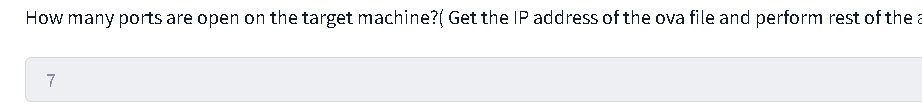 How many ports are open on the target machine?( Get the IP address of the ova file and perform rest of the
7